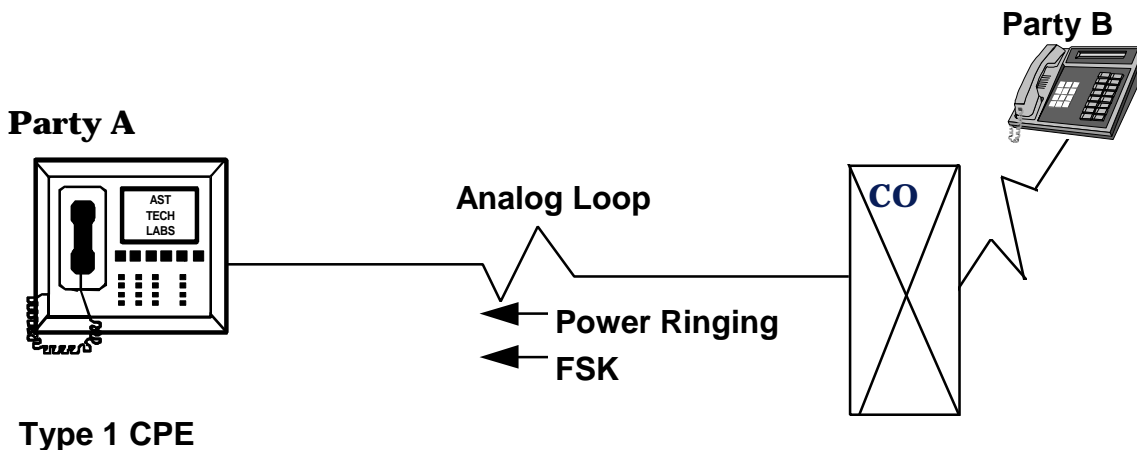 Party B
Party A
AST
TECH
LABS
Analog Loop
CO
Power Ringing
FSK
Type 1 CPE